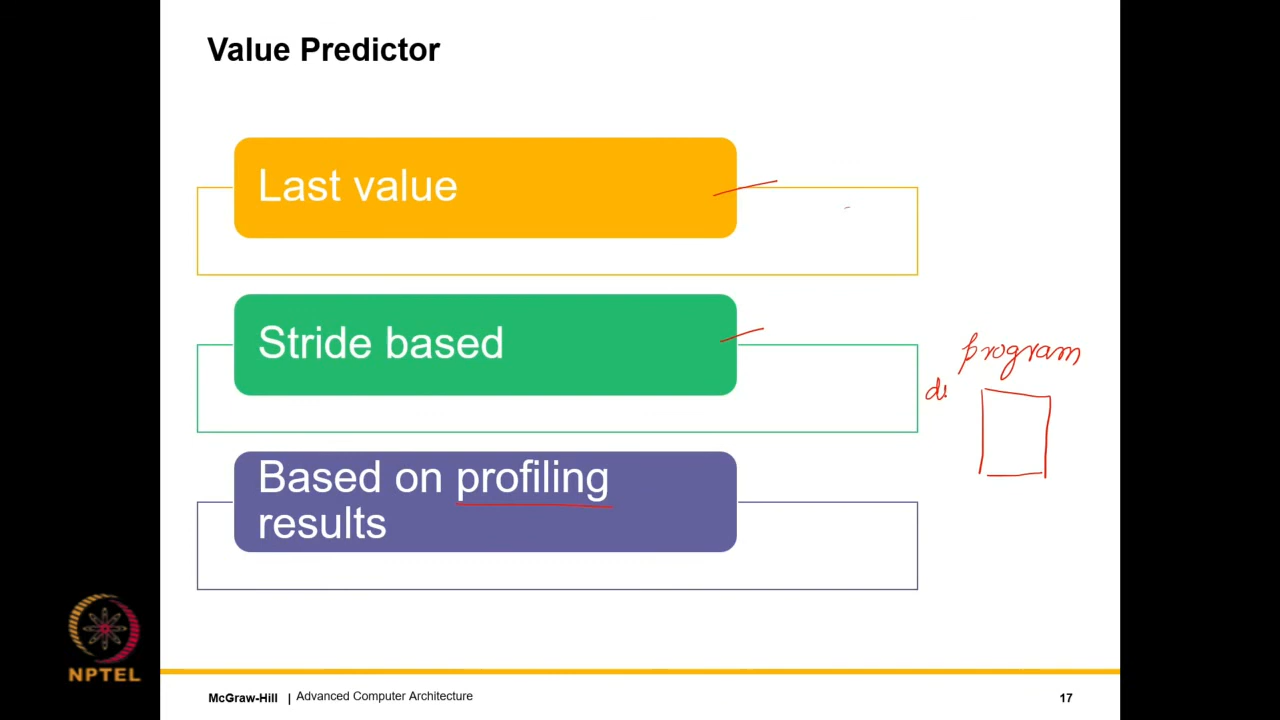 Value Predictor
Last value
Stride based
program
Based on profiling
results
NPTEL
McGraw-Hill | Advanced Computer Architecture 17